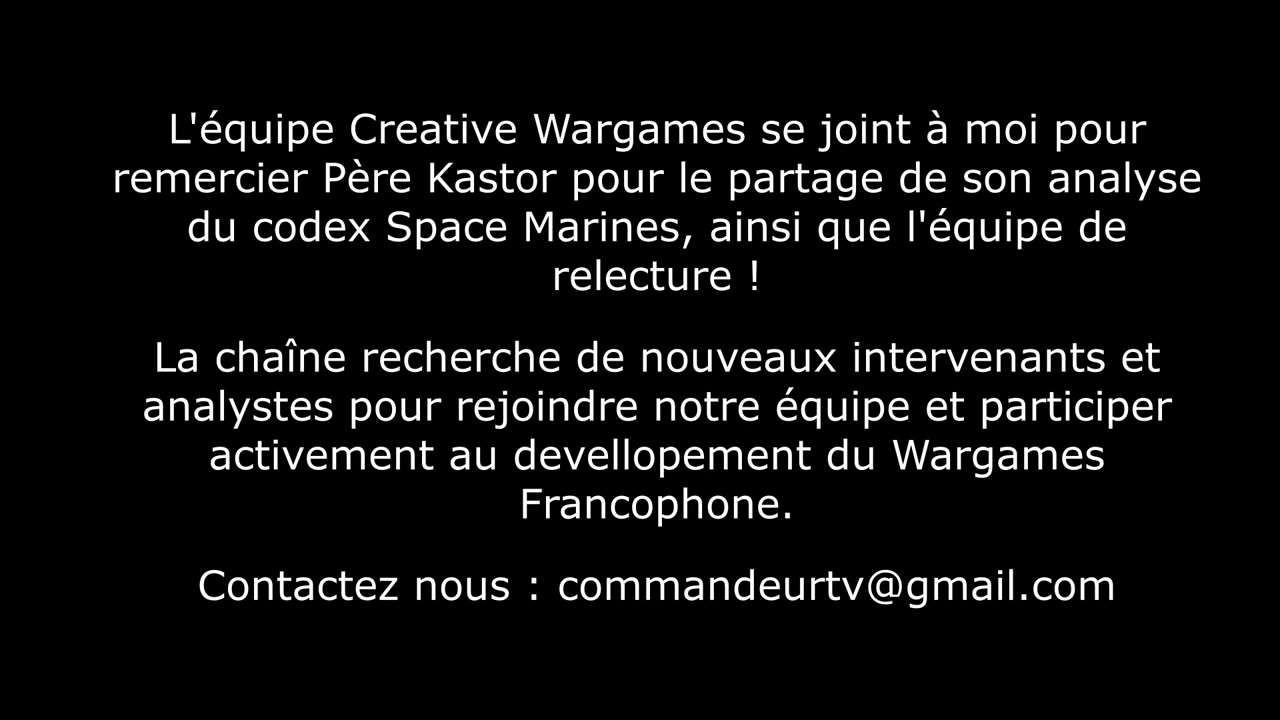 L'équipe Creative Wargames se joint à moi pour
remercier Père Kastor pour le partage de son analyse
du codex Space Marines, ainsi que l'équipe de
relecture !
La chaîne recherche de nouveaux intervenants et
analystes pour rejoindre notre équipe et participer
activement au devellopement du Wargames
Francophone.
Contactez nous : commandeurtv@gmail.com